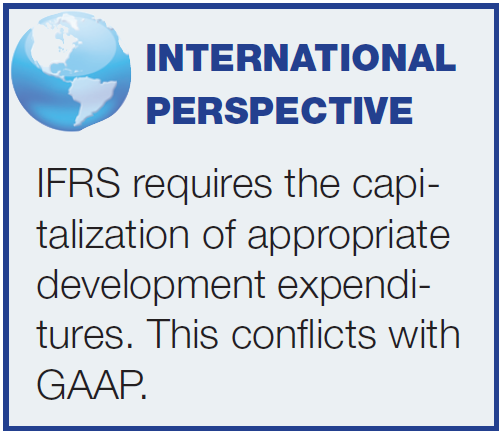 INTERNATIONAL
PERSPECTIVE
IFRS requires the capi-
talization of appropriate
development expendi-
tures. This conflicts with
GAAP.